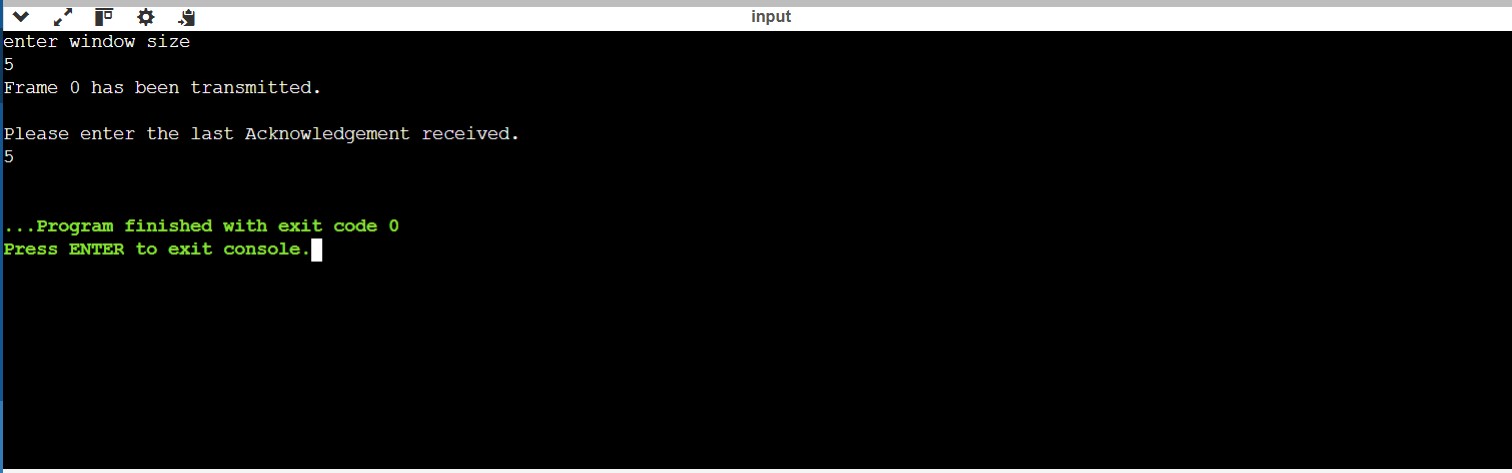 input
enter window size
5
Frame 0 has been transmitted.
Please enter the last Acknowledgement received.
5
...Program finished with exit code 0
Press ENTER to exit console.